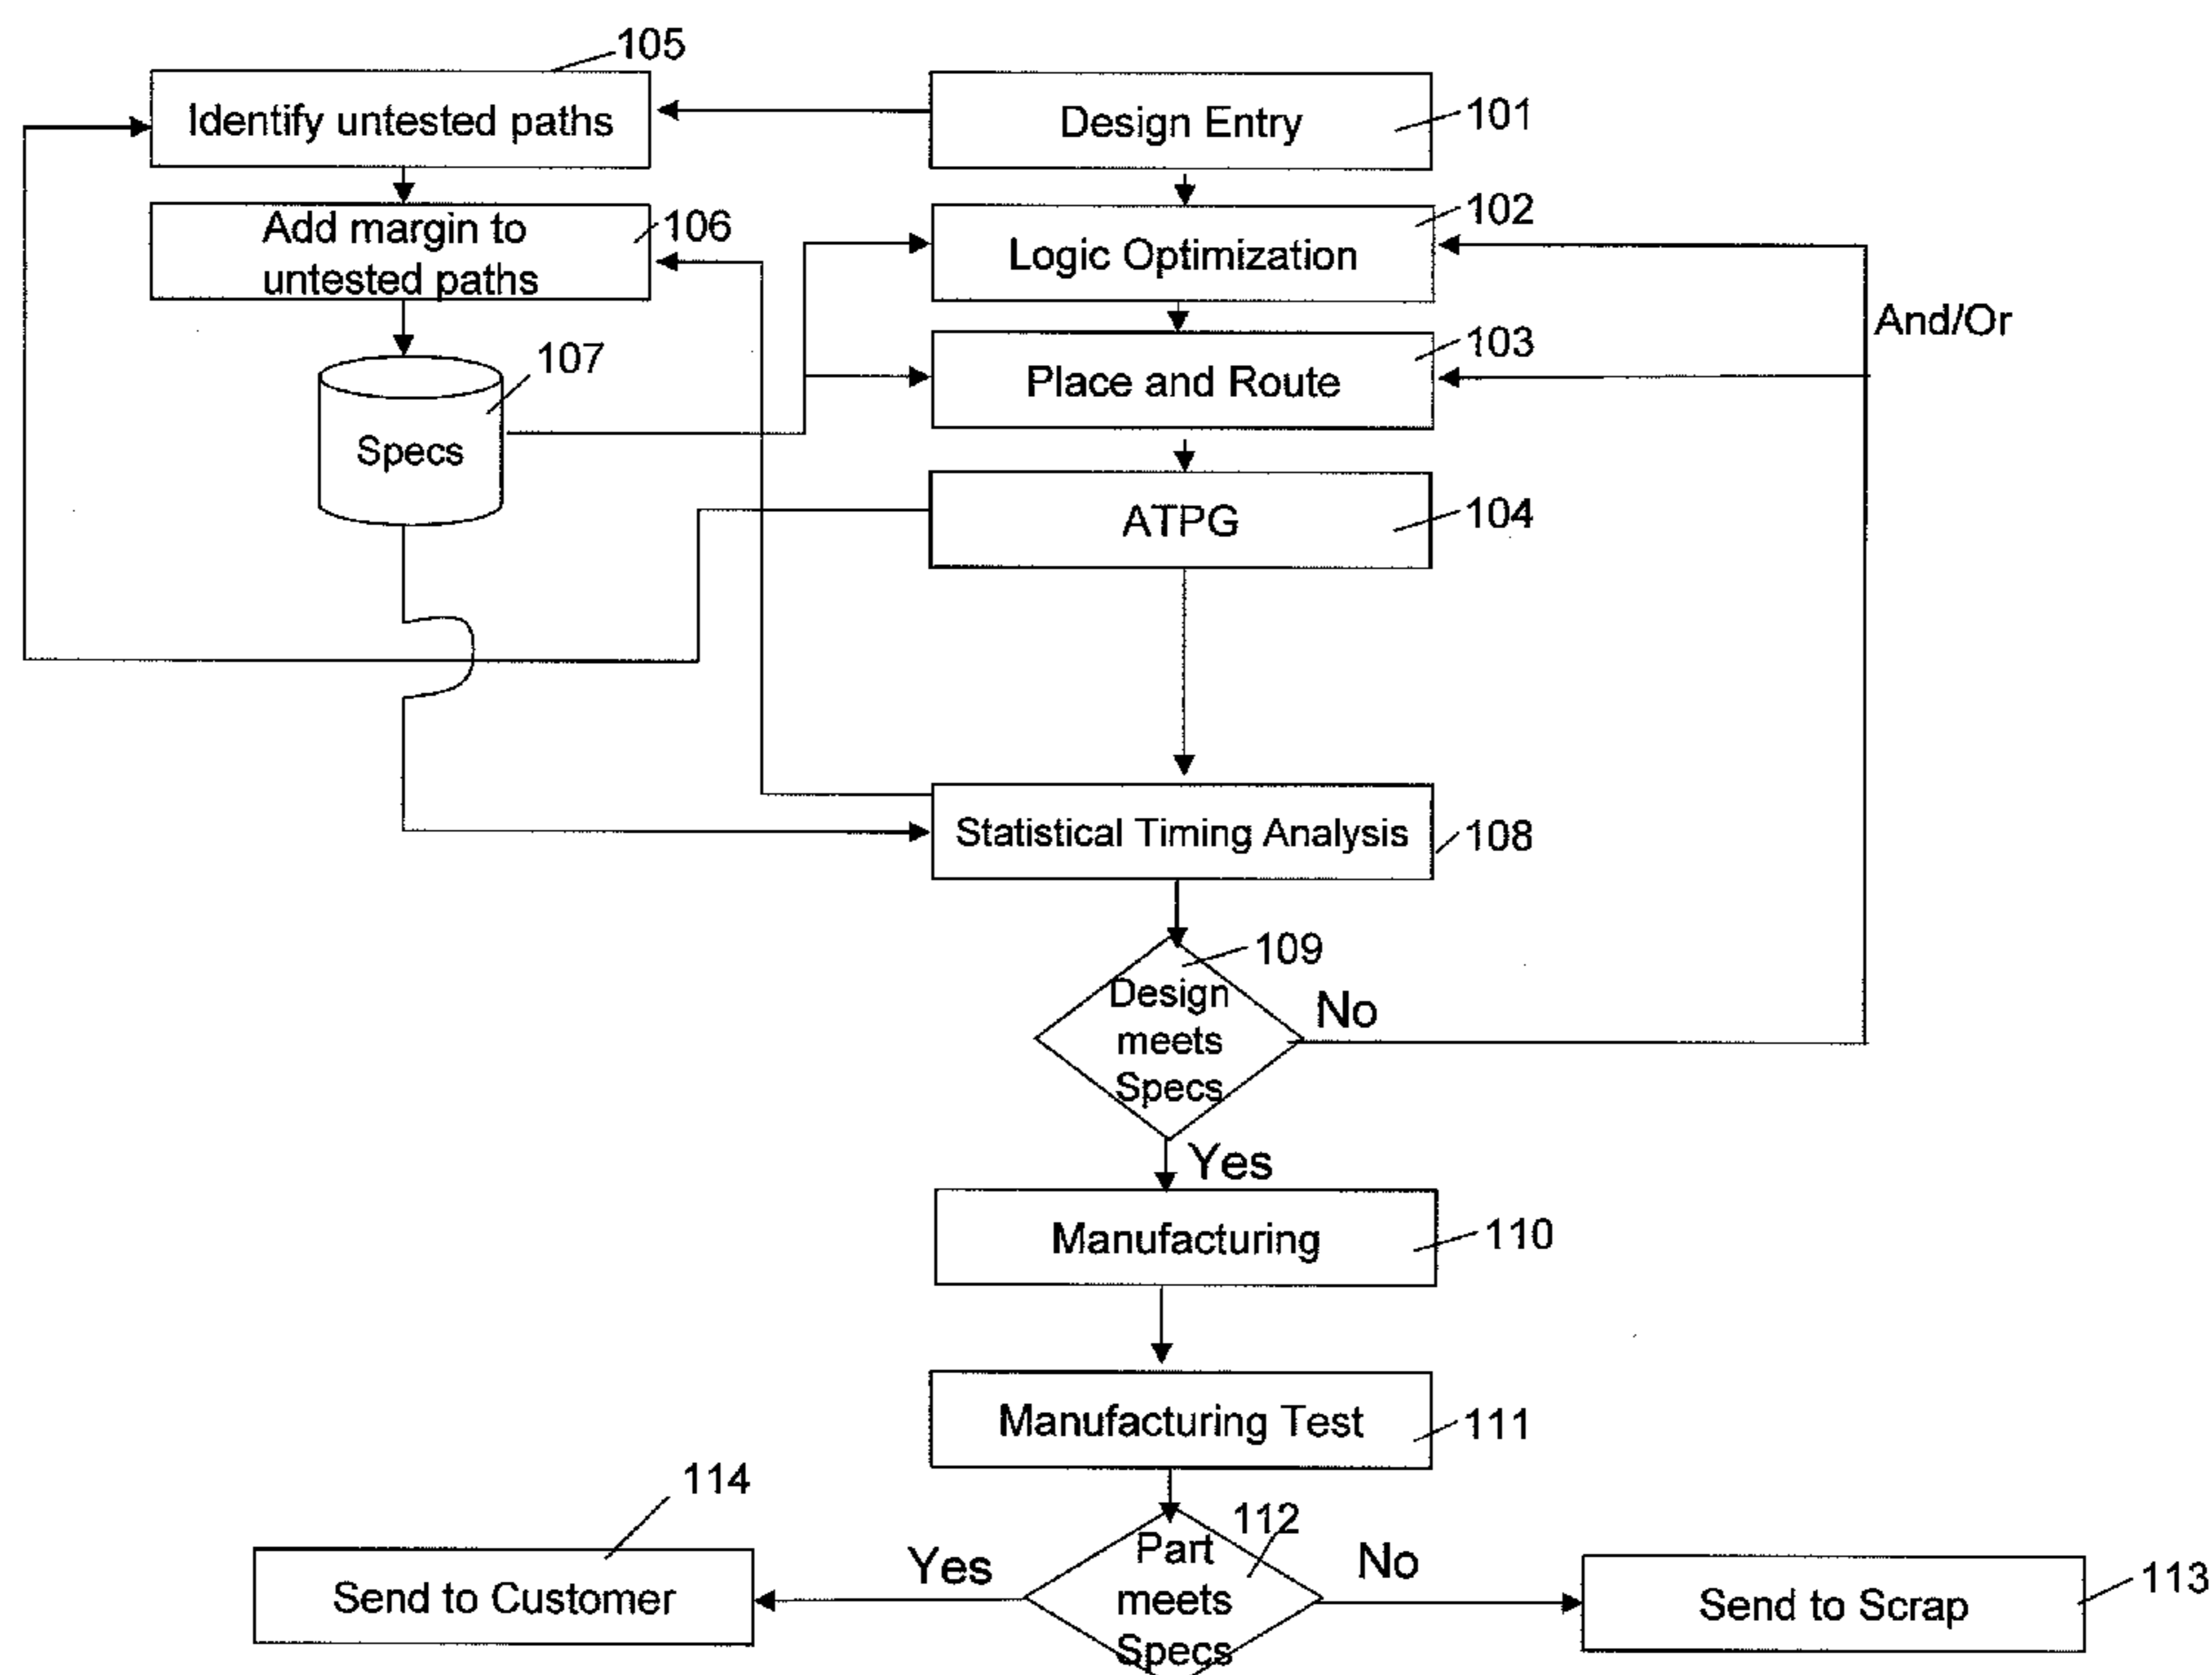 105
Identify untested paths
Design Entry
101
Add margin to
untested paths
106
Logic Optimization
102
And/Or
107
Specs
Place and Route
103
ATPG
104
Statistical Timing Analysis
108
109
Design
meets
Specs
No
Yes
Manufacturing
110
Manufacturing Test
111
114
Send to Customer
Yes
112
Part
meets
Specs
No
Send to Scrap
113